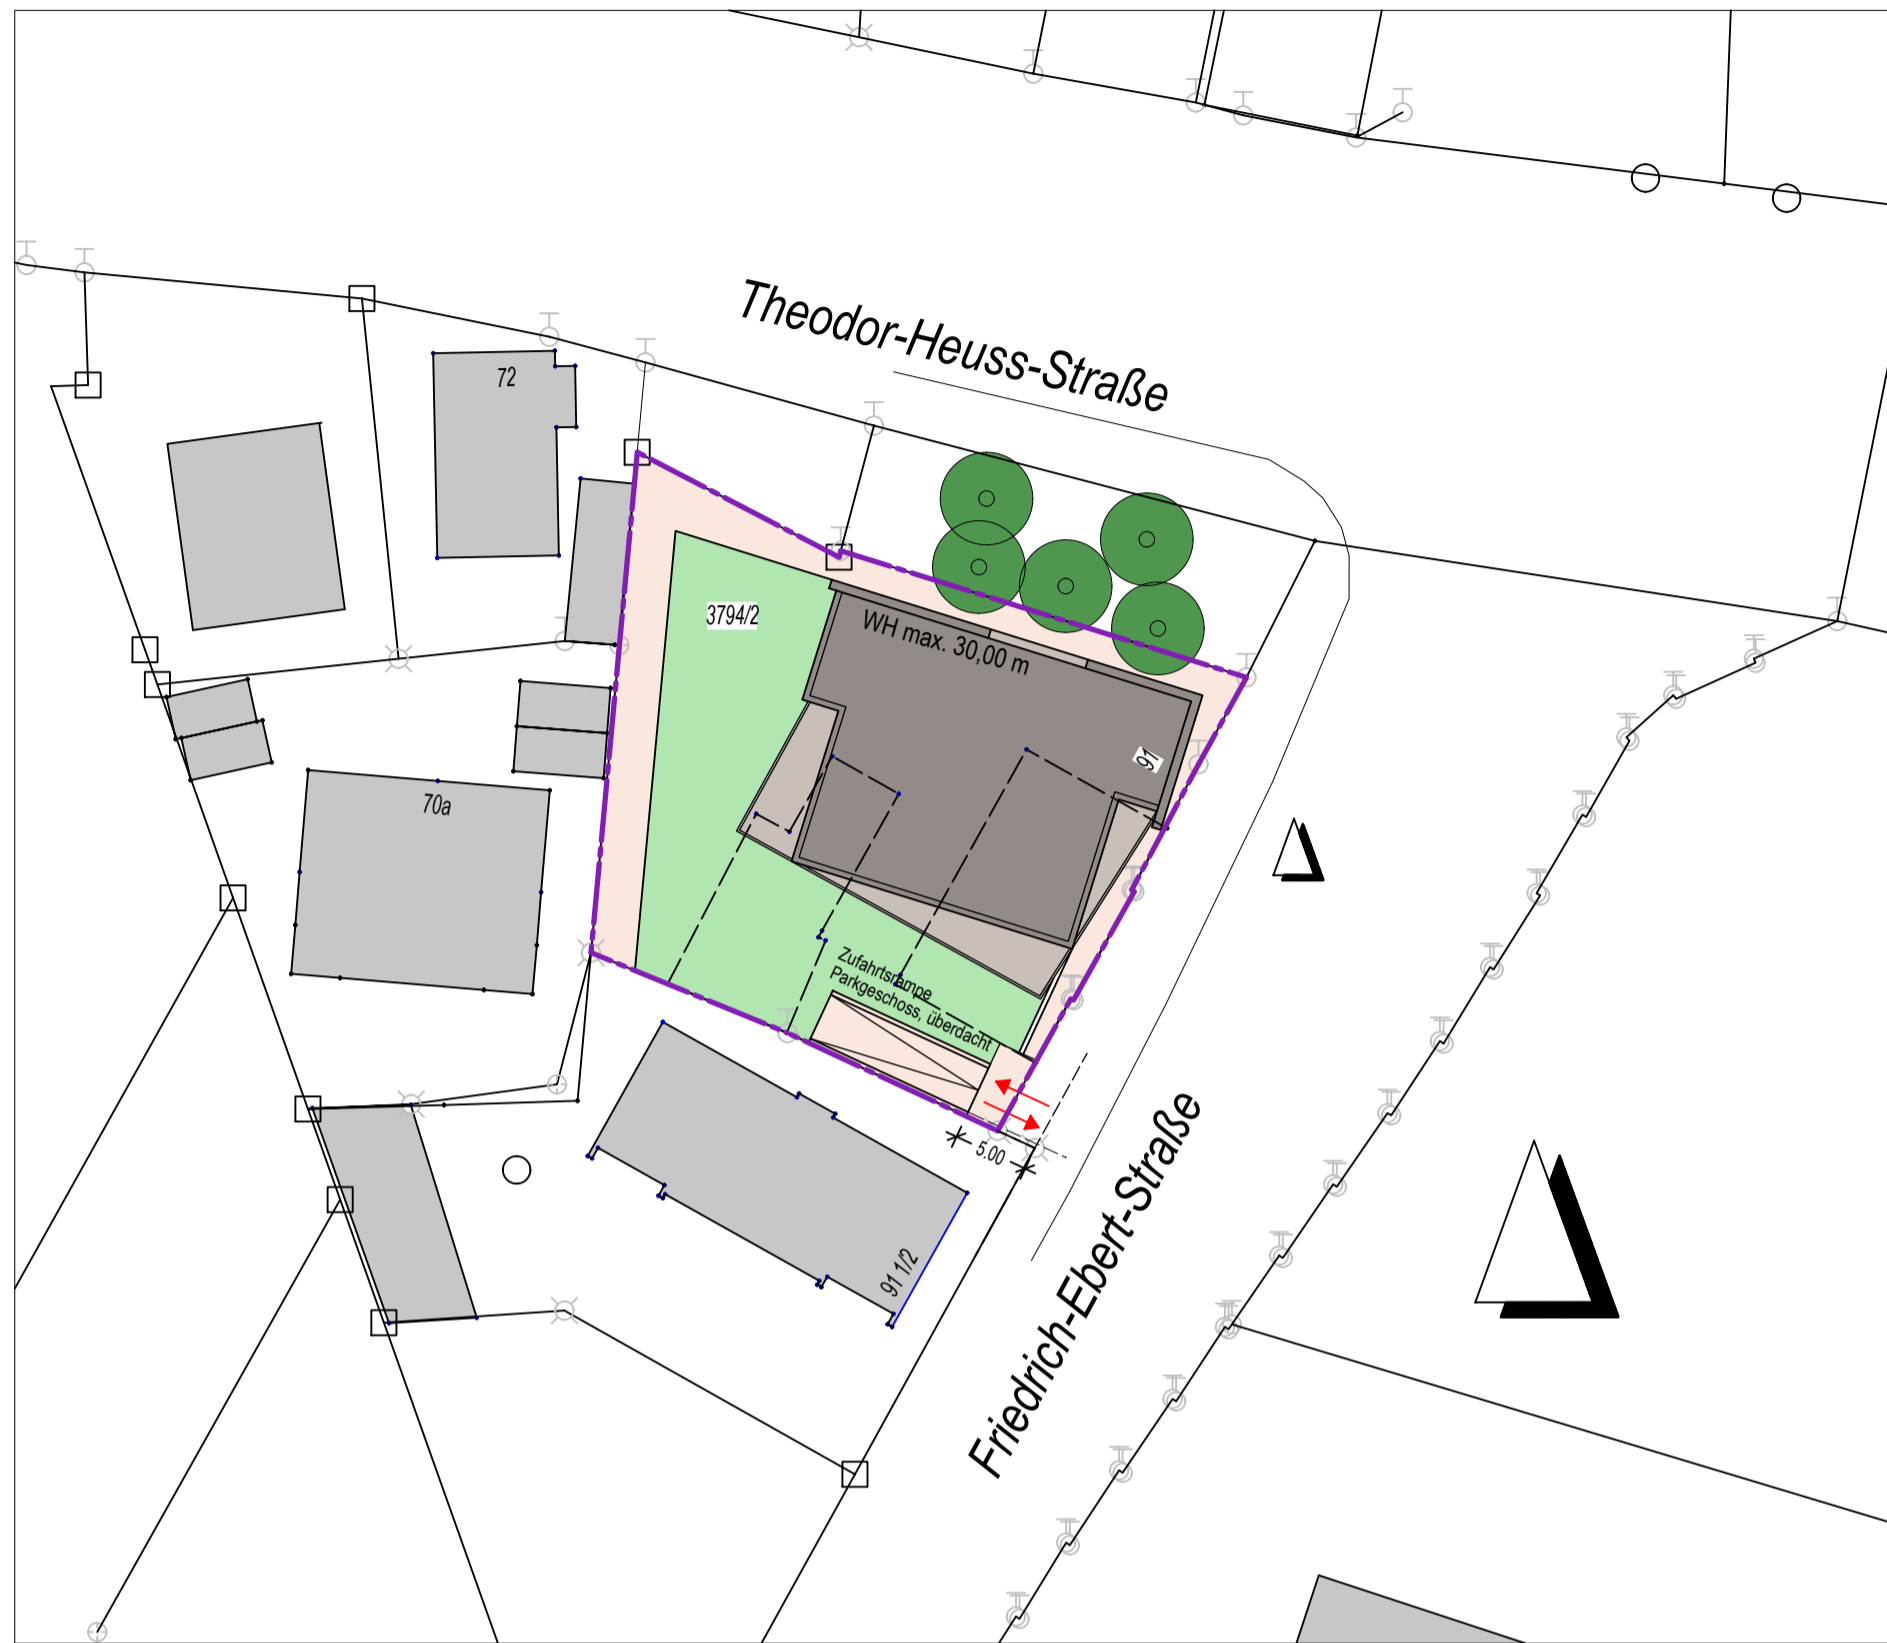 Theodor-Heuss-Straße
72
3794/2
WH max. 30,00 m
91
70a
Zufahrtsrampe
Parkgeschoss, überdacht
5.00
91 1/2
Friedrich-Ebert-Straße